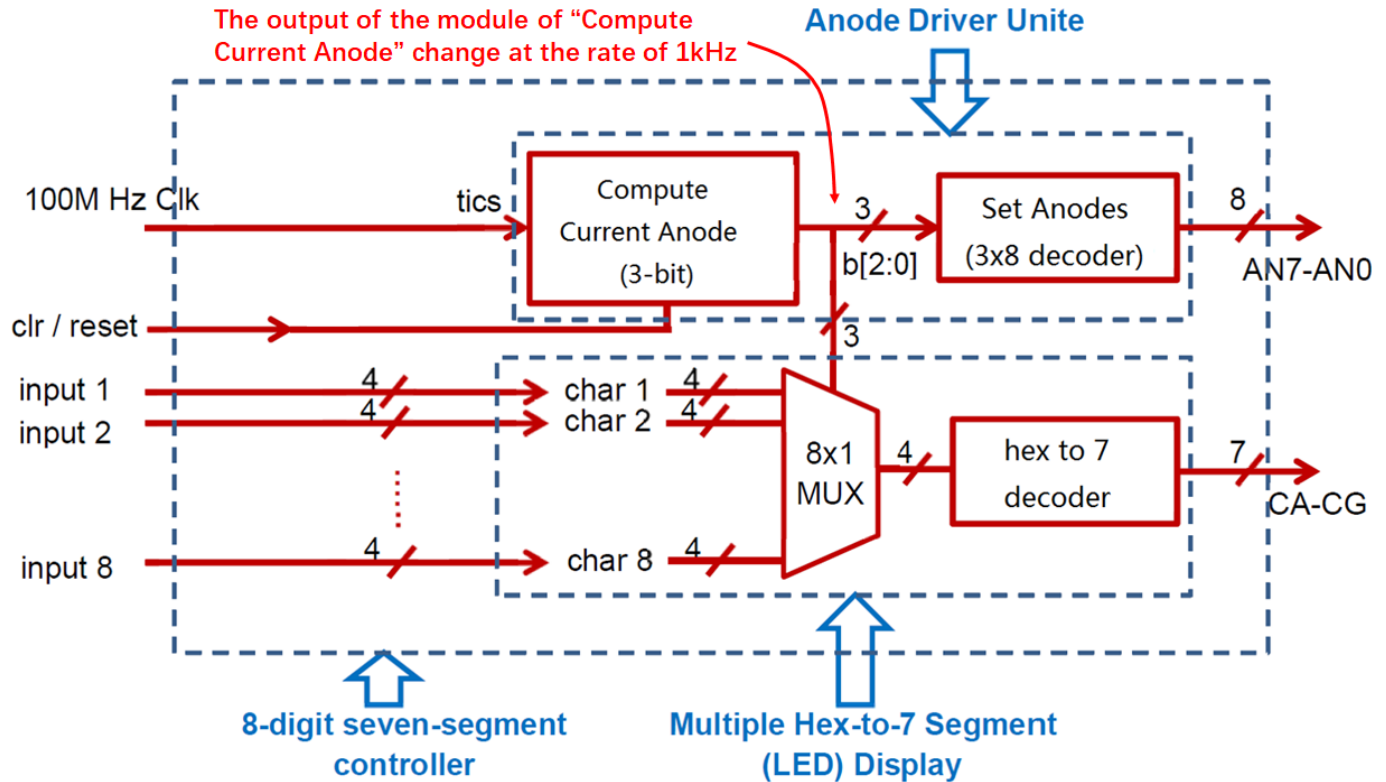 The output of the module of “Compute
Current Anode” change at the rate of 1kHz
Anode Driver Unite
100M Hz Clk
tics
Compute
Current Anode
(3-bit)
3
b[2:0]
Set Anodes
(3x8 decoder)
8
AN7-AN0
clr / reset
3
input 1
4
char 1
4
input 2
4
char 2
4
8x1
MUX
4
hex to 7
decoder
7
CA-CG
input 8
4
char 8
4
8-digit seven-segment
controller
Multiple Hex-to-7 Segment
(LED) Display